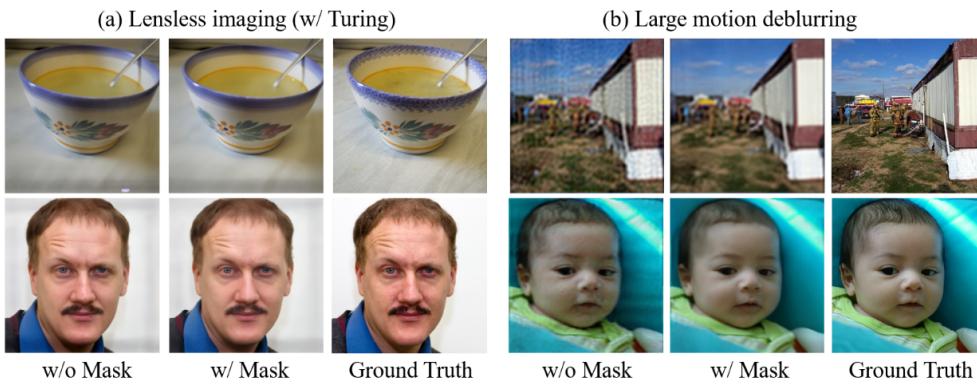 (a) Lensless imaging (w/ Turing)
(b) Large motion deblurring
w/o Mask
w/ Mask
Ground Truth
w/o Mask
w/ Mask
Ground Truth